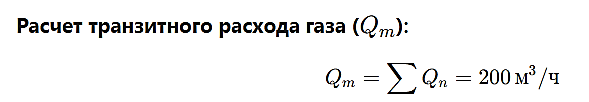 Расчет транзитного расхода газа (Qm):
Qm = ∑ Qn = 200 м³/ч